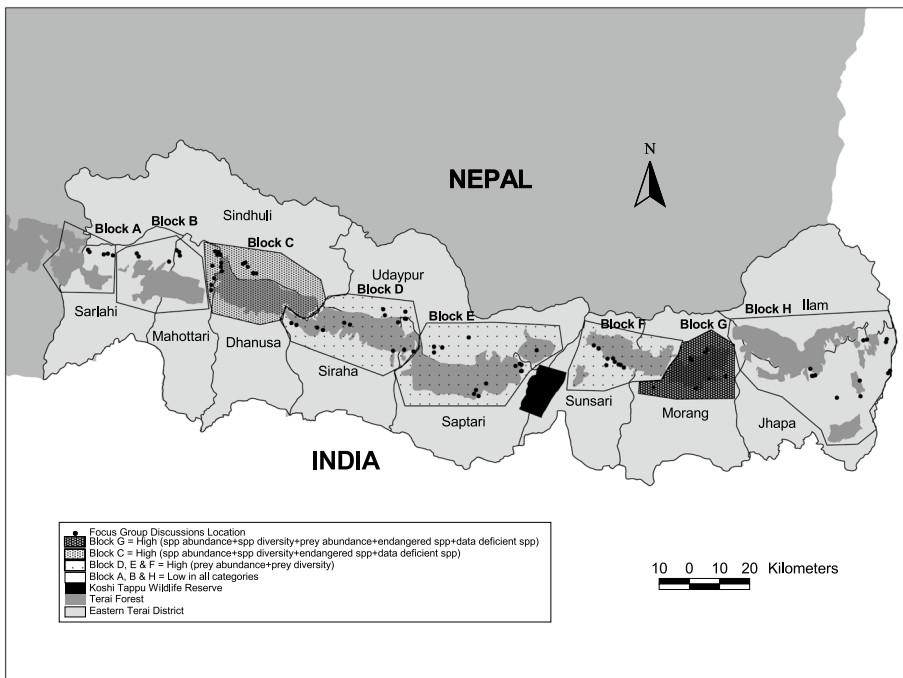 NEPAL
N
Block A
Block B
Sindhuli
Block C
Udaypur
Block D
Block E
Block F
Block G
Block H
Ilam
Sarlahi
Mahottari
Dhanusa
Siraha
Saptari
Sunsari
Morang
Jhapa
INDIA
Focus Group Discussions Location
Block G = High (spp abundance+spp diversity+prey abundance+endangered spp+data deficient spp)
Block C = High (spp abundance+spp diversity+endangered spp+data deficient spp)
Block D, E & F = High (prey abundance+prey diversity)
Block A, B & H = Low in all categories
Koshi Tappu Wildlife Reserve
Terai Forest
Eastern Terai District
10 0 10 20 Kilometers